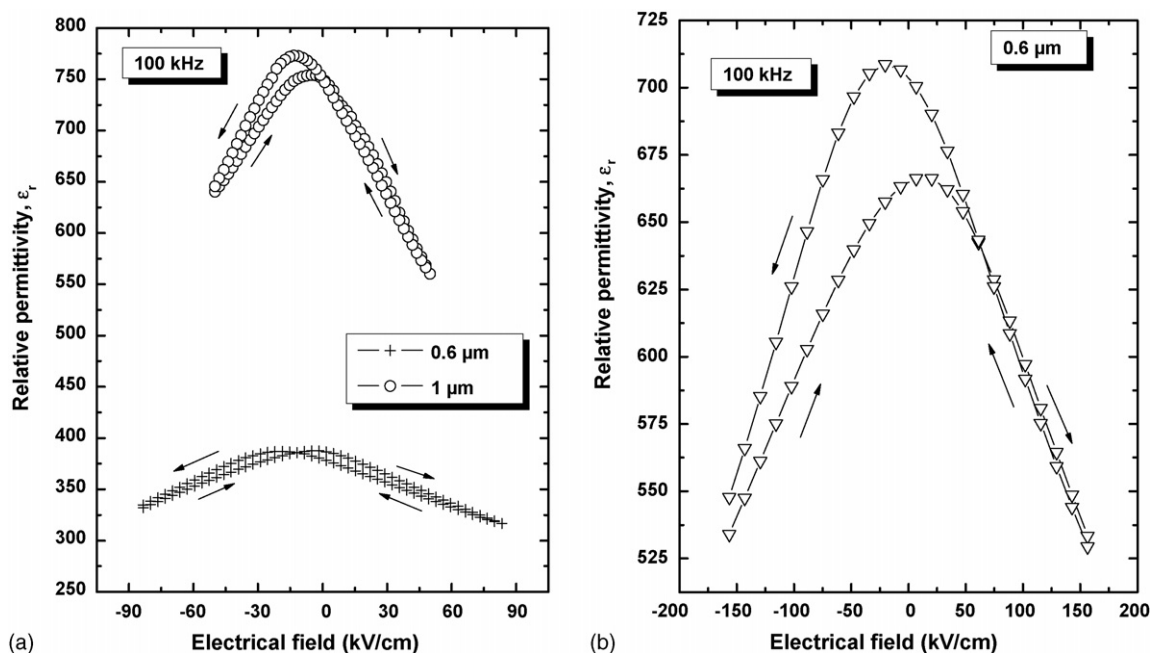 800
750
700
650
600
550
500
450
400
350
300
250
Relative permittivity, εr
100 kHz
0.6 µm
1 µm
-90 -60 -30 0 30 60 90
Electrical field (kV/cm)
(a)
725
700
675
650
625
600
575
550
525
Relative permittivity, εr
100 kHz
0.6 µm
-200 -150 -100 -50 0 50 100 150 200
Electrical field (kV/cm)
(b)